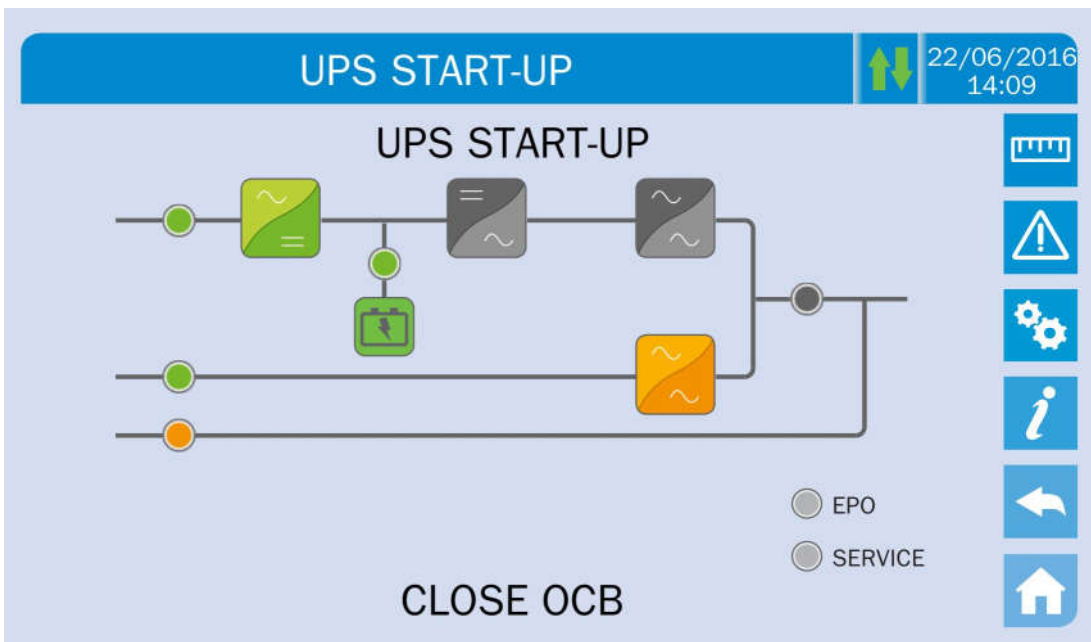 UPS START-UP
22/06/2016
14:09
UPS START-UP
EPO
SERVICE
CLOSE OCB